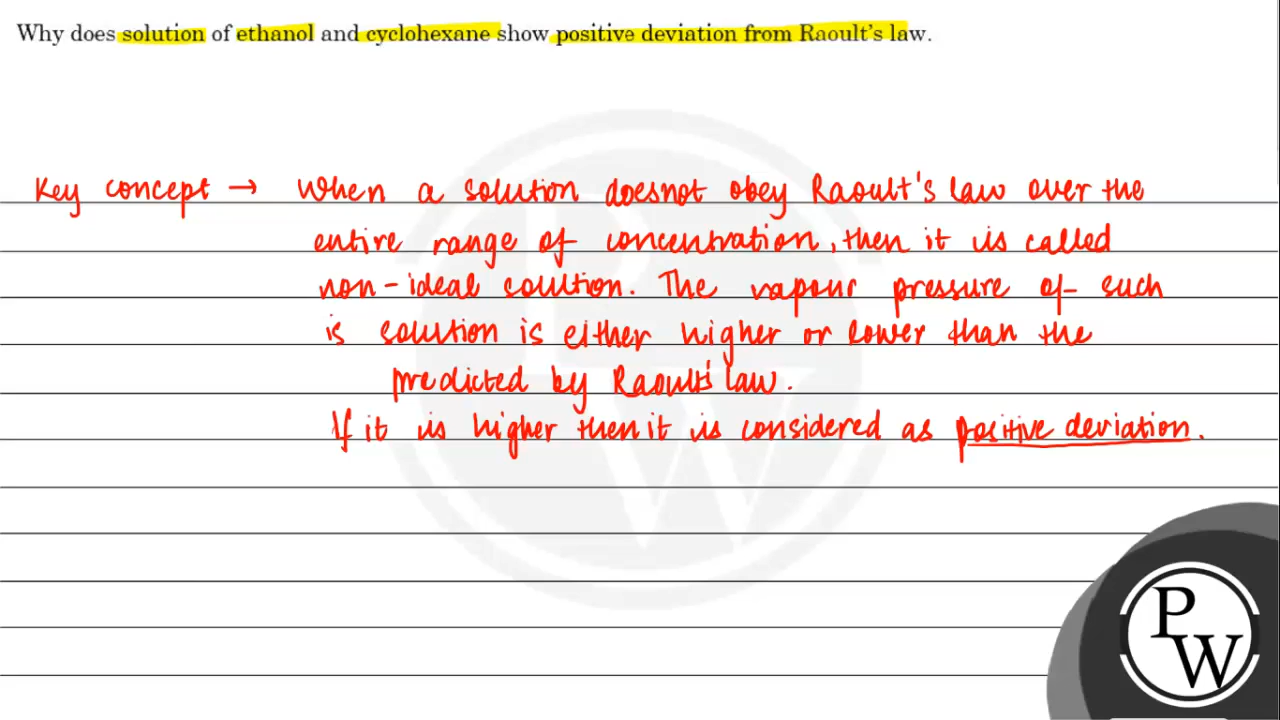 Why does solution of ethanol and cyclohexane show positive deviation from Raoult's law.
Key concept → When a solution doesnot obey Raoult's law over the
entire range of concentration, then it is called
non-ideal solution. The vapour pressure of such
is solution is either higher or lower than the
predicted by Raoult's law.
If it is higher then it is considered as positive deviation.
P
W